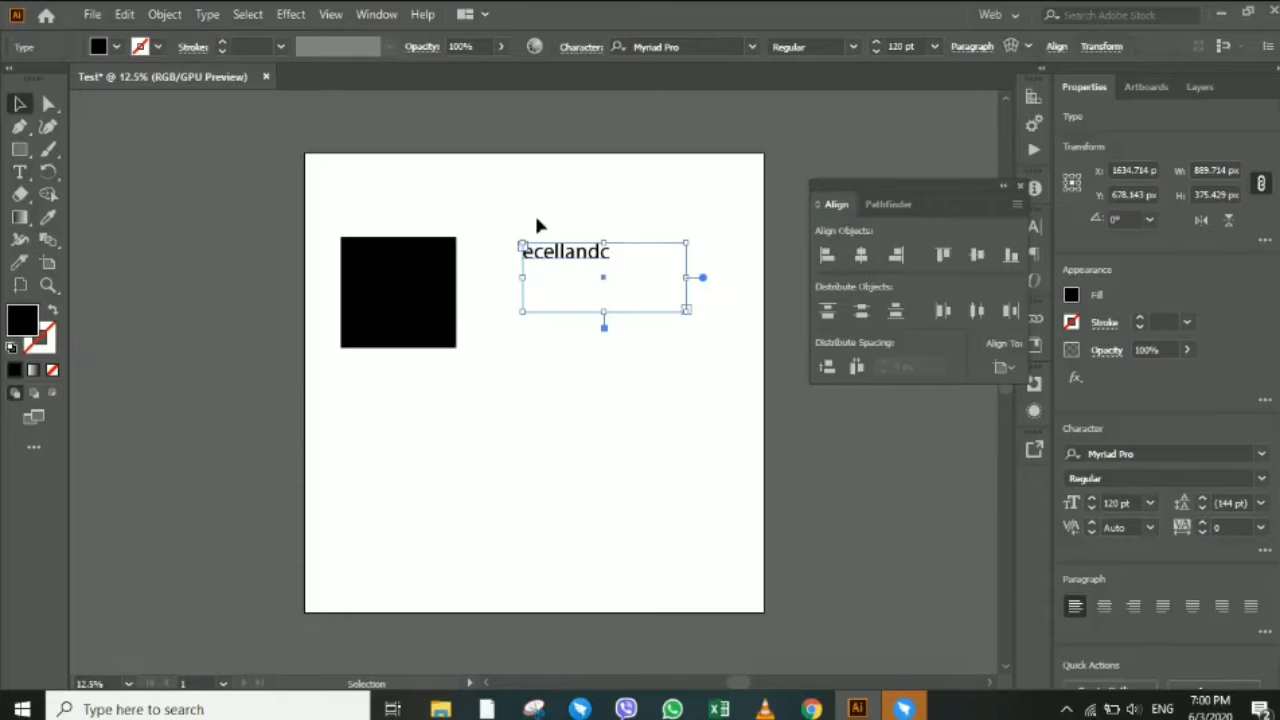 Ai File Edit Object Type Select Effect View Window Help Web Search Adobe Stock
Type Stroke: Opacity: 100% Character: Myriad Pro Regular 120 pt Paragraph Align Transform
Test* @ 12.5% (RGB/GPU Preview) ×
Properties Artboards Layers
Type
Transform
X: 1634.714 p W: 889.714 px
Y: 678.143 px H: 375.429 px
0°
ecellandc
Align Pathfinder
Align Objects:
Distribute Objects:
Distribute Spacing: Align To:
Appearance
Fill
Stroke
Opacity 100%
fx.
Character
Myriad Pro
Regular
120 pt (144 pt)
Auto 0
Paragraph
Quick Actions
12.5% 1 Selection
Type here to search
7:00 PM
ENG
6/3/2020